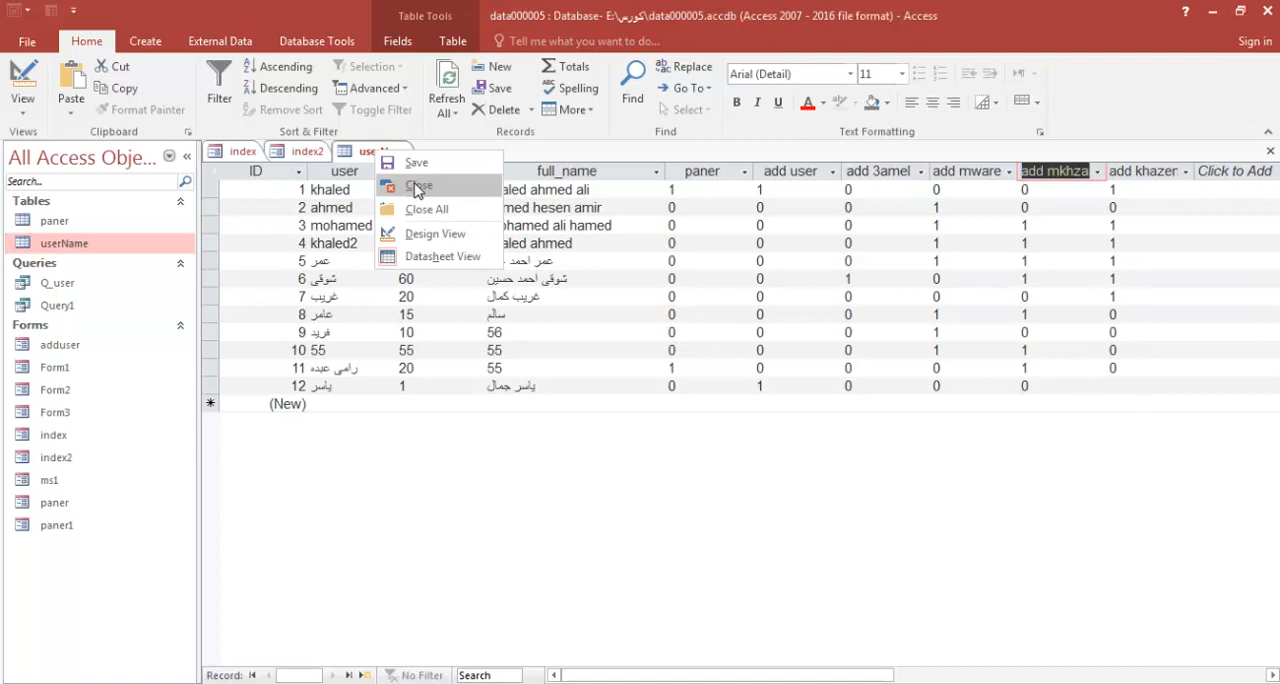 Table Tools
data000005 : Database- E:\كورس\data000005.accdb (Access 2007 - 2016 file format) - Access
?
File Home Create External Data Database Tools Fields Table Tell me what you want to do... Sign in
View
Paste
Cut
Copy
Format Painter
Filter
Ascending
Descending
Remove Sort
Selection
Advanced
Toggle Filter
Refresh
All
New
Save
Delete
Totals
Spelling
More
Find
Replace
Go To
Select
Arial (Detail) 11
B I U A
Views Clipboard Sort & Filter Records Find Text Formatting
All Access Obje...
Search...
Tables
paner
userName
Queries
Q_user
Query1
Forms
adduser
Form1
Form2
Form3
index
index2
ms1
paner
paner1
index index2
Save
Close
Close All
Design View
Datasheet View
ID user full_name paner add user add 3amel add mware add mkhza add khazer Click to Add
1 khaled aled ahmed ali 1 1 0 0 0 1
2 ahmed med hesen amir 0 0 0 1 0 0
3 mohamed ohamed ali hamed 0 0 0 1 1 1
4 khaled2 aled ahmed 0 0 0 1 1 1
5 عمر عمر احمد 0 0 0 1 1 1
6 شوقى 60 شوقى احمد حسين 0 0 1 0 1 1
7 غريب 20 غريب كمال 0 0 0 0 0 1
8 عامر 15 سالم 0 0 0 1 1 0
9 فريد 10 56 0 0 0 1 0 0
10 55 55 55 0 0 0 1 1 0
11 رامى عبده 20 55 1 0 0 0 1 0
12 ياسر 1 ياسر جمال 0 1 0 0 0
(New)
Record: No Filter Search